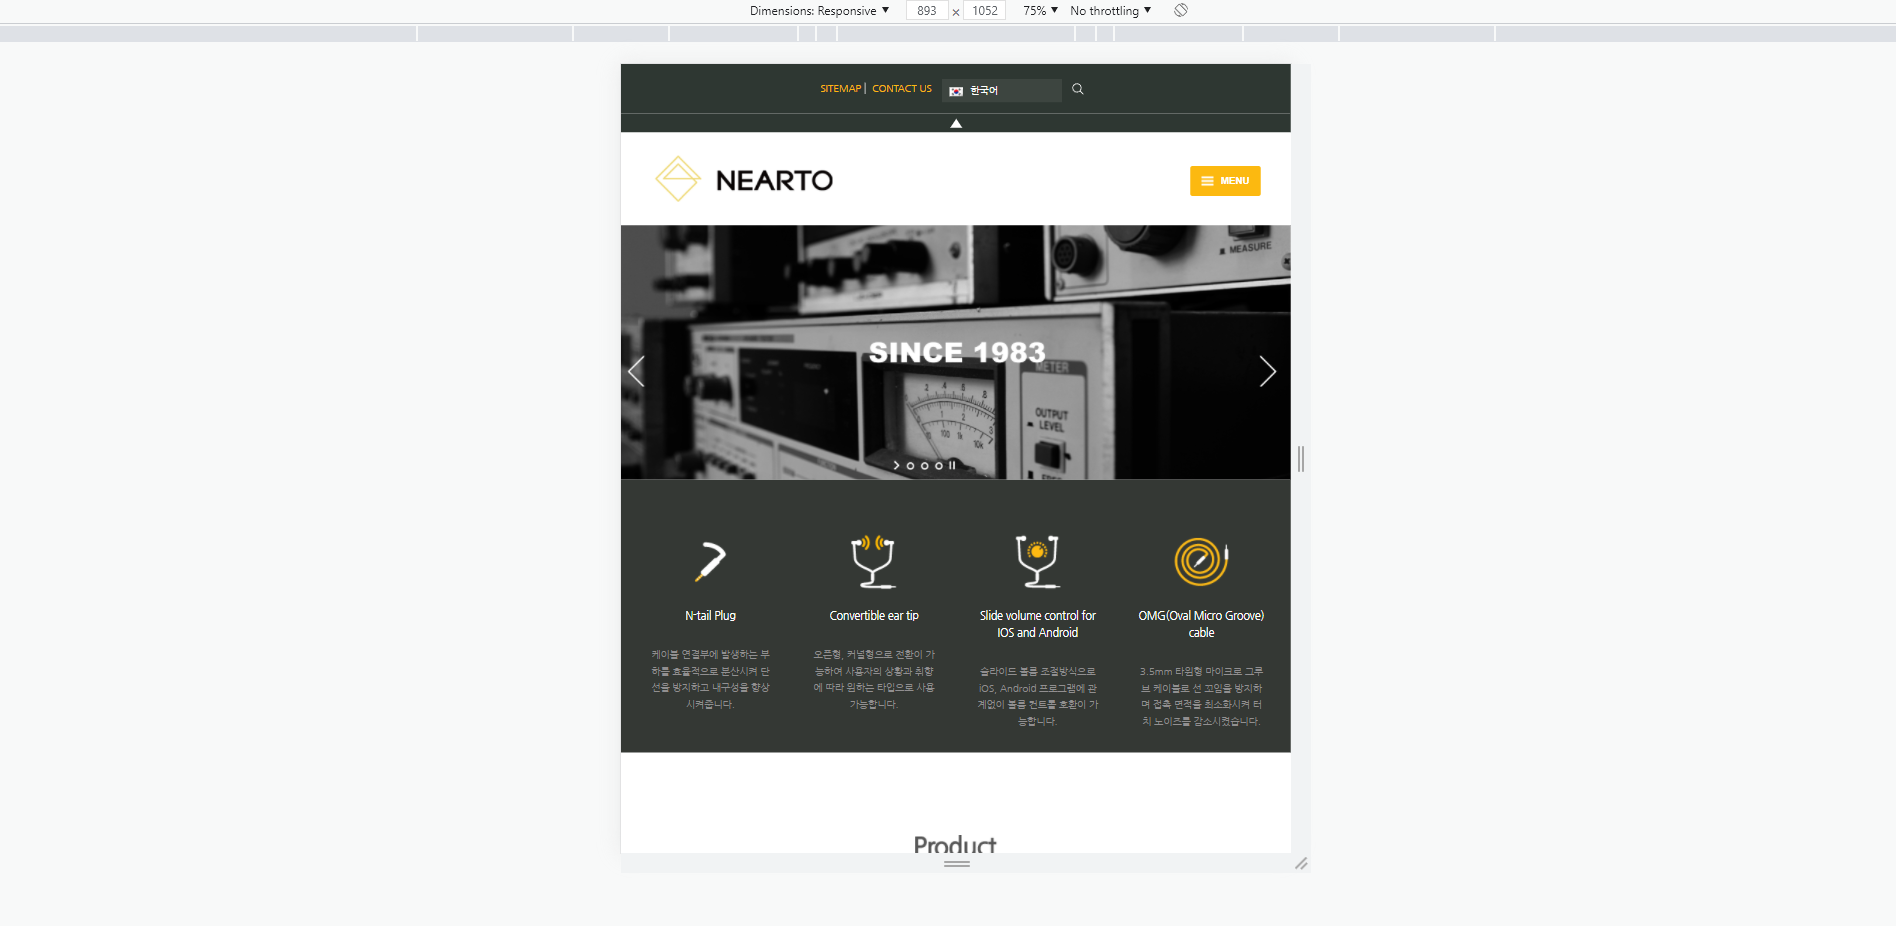 Dimensions: Responsive ▼ 893 × 1052 75% ▼ No throttling ▼
SITEMAP | CONTACT US 한국어
NEARTO
MENU
MEASURE
SINCE 1983
METER
OUTPUT
LEVEL
N-tail Plug
케이블 연결부에 발생하는 부
하를 효율적으로 분산시켜 단
선을 방지하고 내구성을 향상
시켜줍니다.
Convertible ear tip
오픈형, 커널형으로 전환이 가
능하여 사용자의 상황과 취향
에 따라 원하는 타입으로 사용
가능합니다.
Slide volume control for
IOS and Android
슬라이드 볼륨 조절방식으로
iOS, Android 프로그램에 관
계없이 볼륨 컨트롤 호환이 가
능합니다.
OMG(Oval Micro Groove)
cable
3.5mm 타원형 마이크로 그루
브 케이블로 선 꼬임을 방지하
며 접촉 면적을 최소화시켜 터
치 노이즈를 감소시켰습니다.
Product